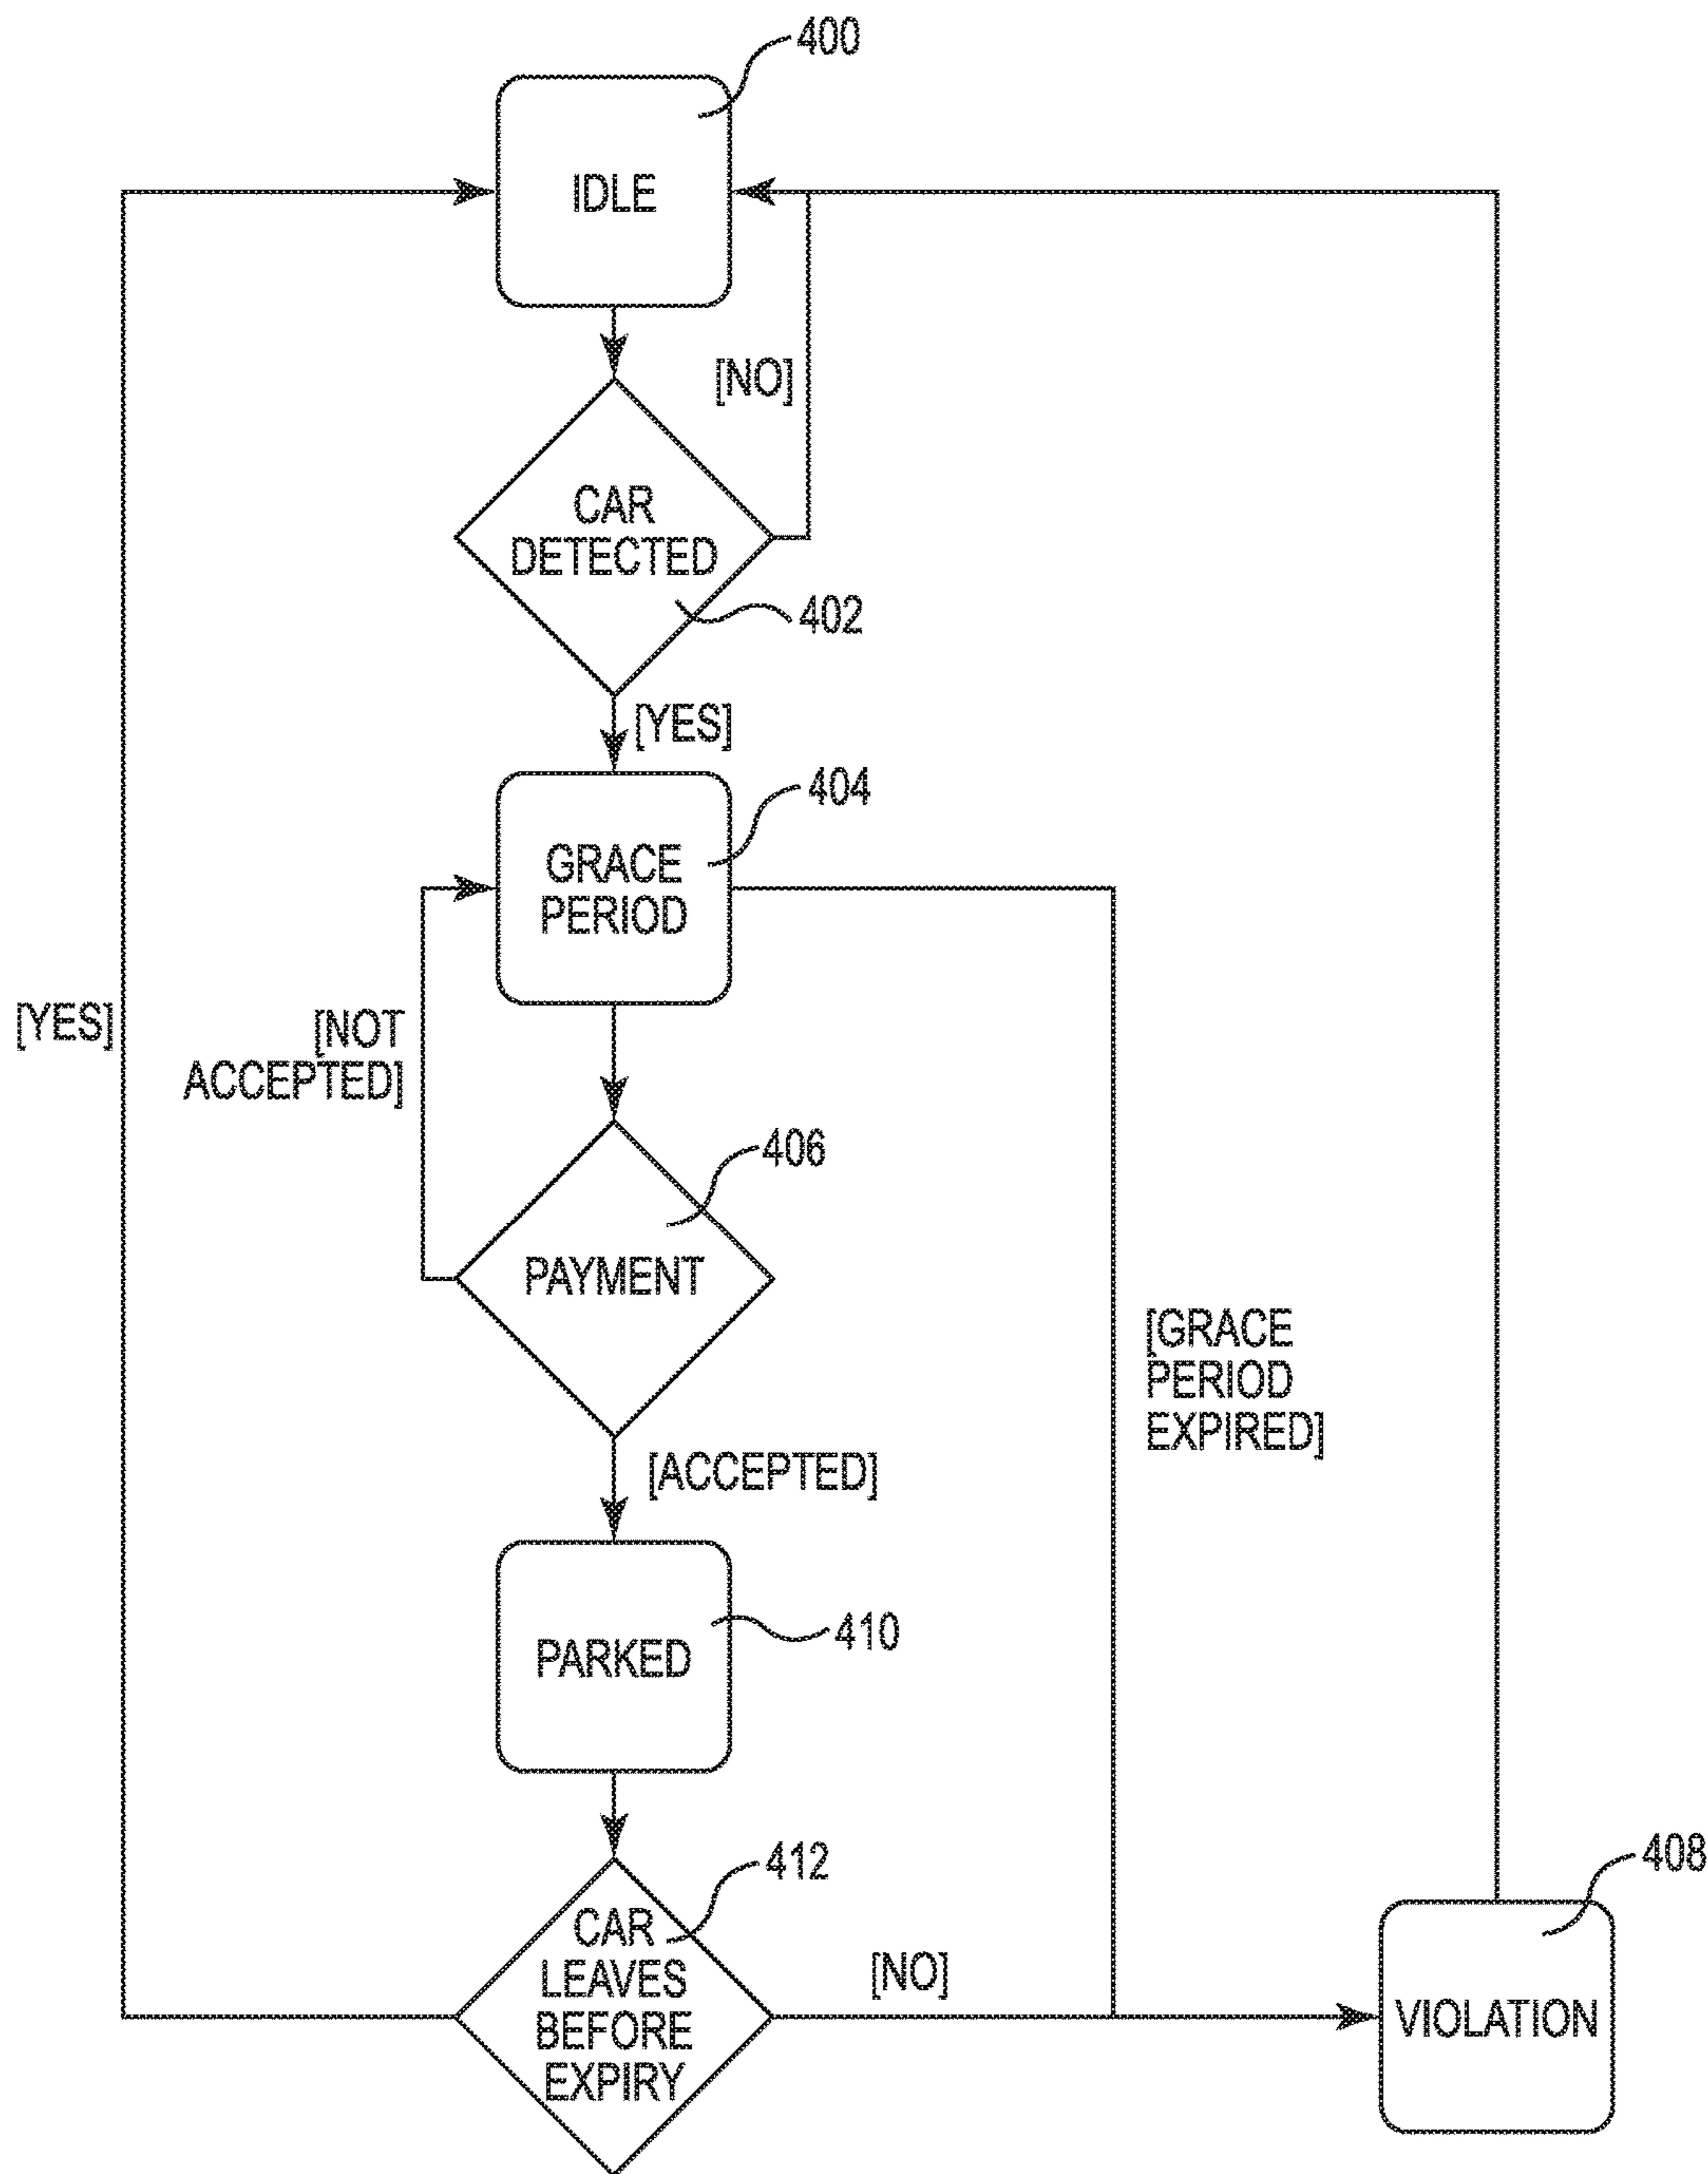 400
IDLE
[NO]
CAR
DETECTED
402
[YES]
404
GRACE
PERIOD
[YES]
[NOT
ACCEPTED]
406
PAYMENT
[GRACE
PERIOD
EXPIRED]
[ACCEPTED]
410
PARKED
412
408
CAR
LEAVES
BEFORE
EXPIRY
[NO]
VIOLATION